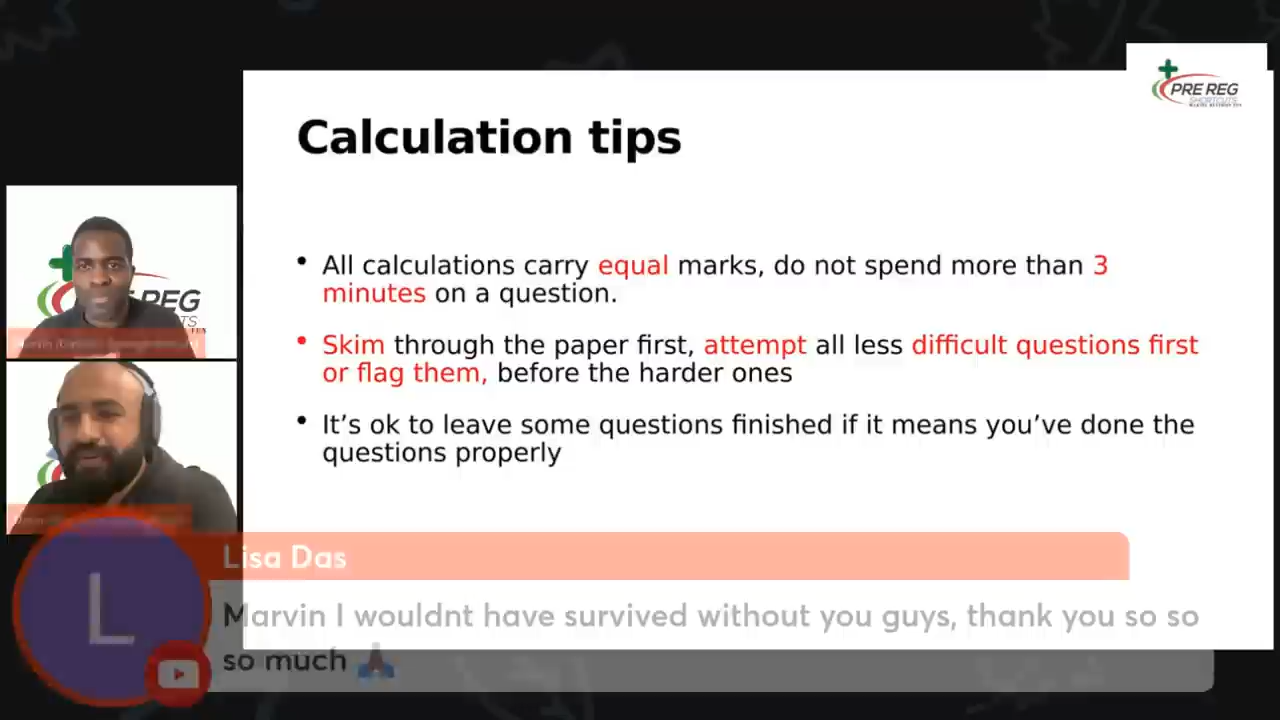 PRE REG
SHORTCUTS
Calculation tips
• All calculations carry equal marks, do not spend more than 3
minutes on a question.
• Skim through the paper first, attempt all less difficult questions first
or flag them, before the harder ones
• It’s ok to leave some questions finished if it means you’ve done the
questions properly
E REG
TS
L
Lisa Das
Marvin I wouldnt have survived without you guys, thank you so so
so much 🙏🏾